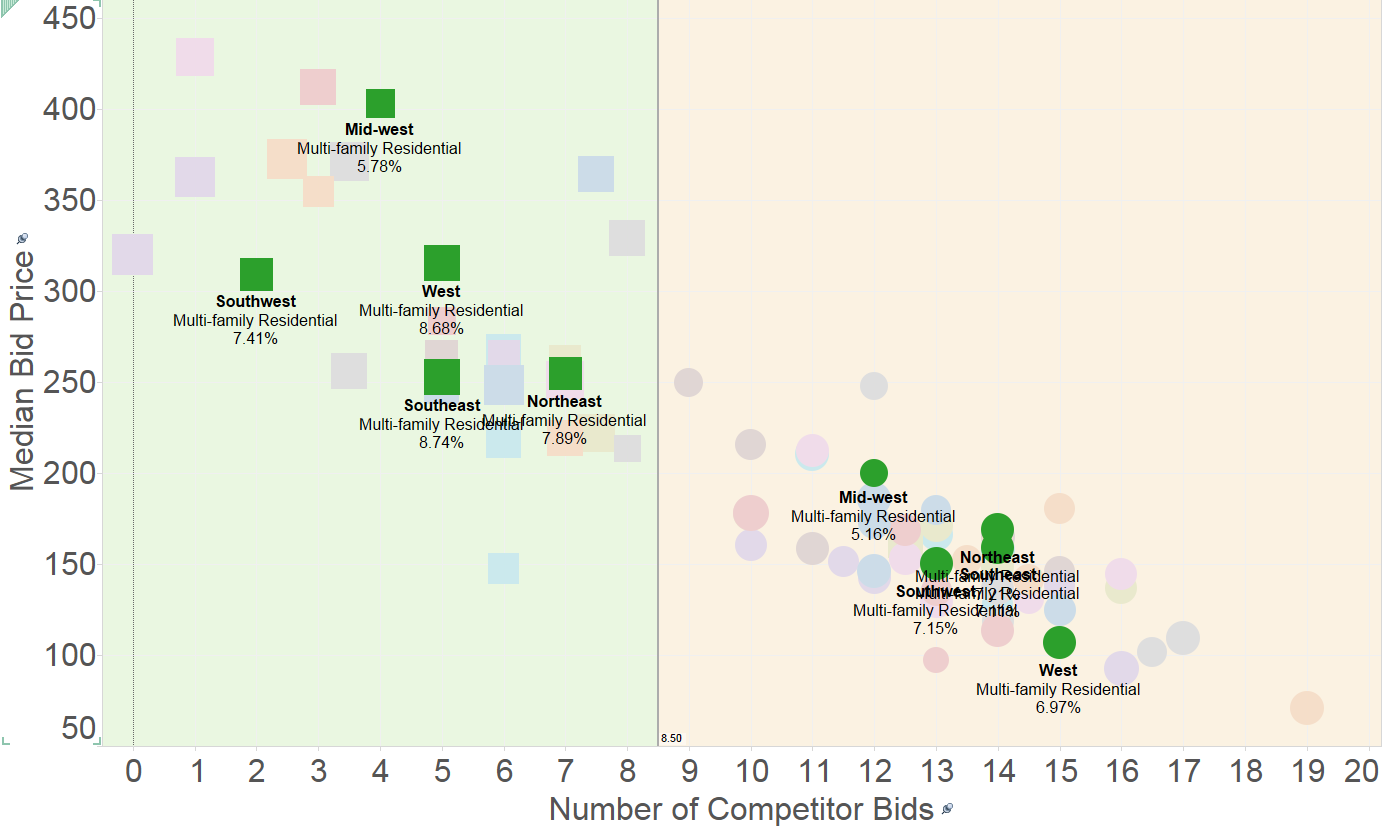 450
400
350
300
250
200
150
100
50
Median Bid Price
Mid-west
Multi-family Residential
5.78%
Southwest
Multi-family Residential
7.41%
West
Multi-family Residential
8.68%
Southeast
Multi-family Residential
8.74%
Northeast
Multi-family Residential
7.89%
Mid-west
Multi-family Residential
5.16%
Northeast
Multi-family Residential
7.21%
Southeast
Multi-family Residential
7.11%
Southwest
Multi-family Residential
7.15%
West
Multi-family Residential
6.97%
8.50
0 1 2 3 4 5 6 7 8 9 10 11 12 13 14 15 16 17 18 19 20
Number of Competitor Bids